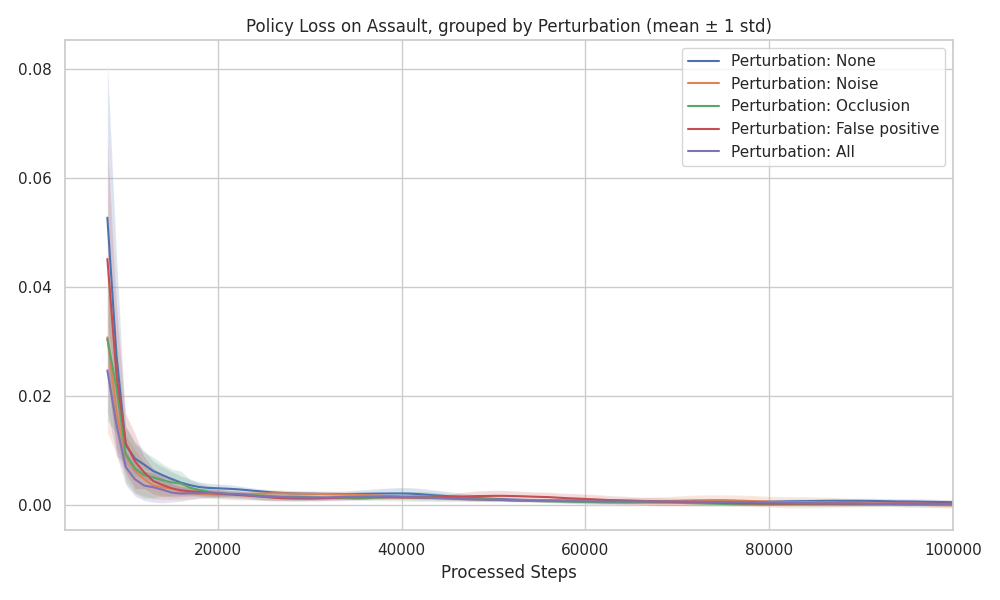 Policy Loss on Assault, grouped by Perturbation (mean ± 1 std)
0.08
0.06
0.04
0.02
0.00
Perturbation: None
Perturbation: Noise
Perturbation: Occlusion
Perturbation: False positive
Perturbation: All
20000 40000 60000 80000 100000
Processed Steps